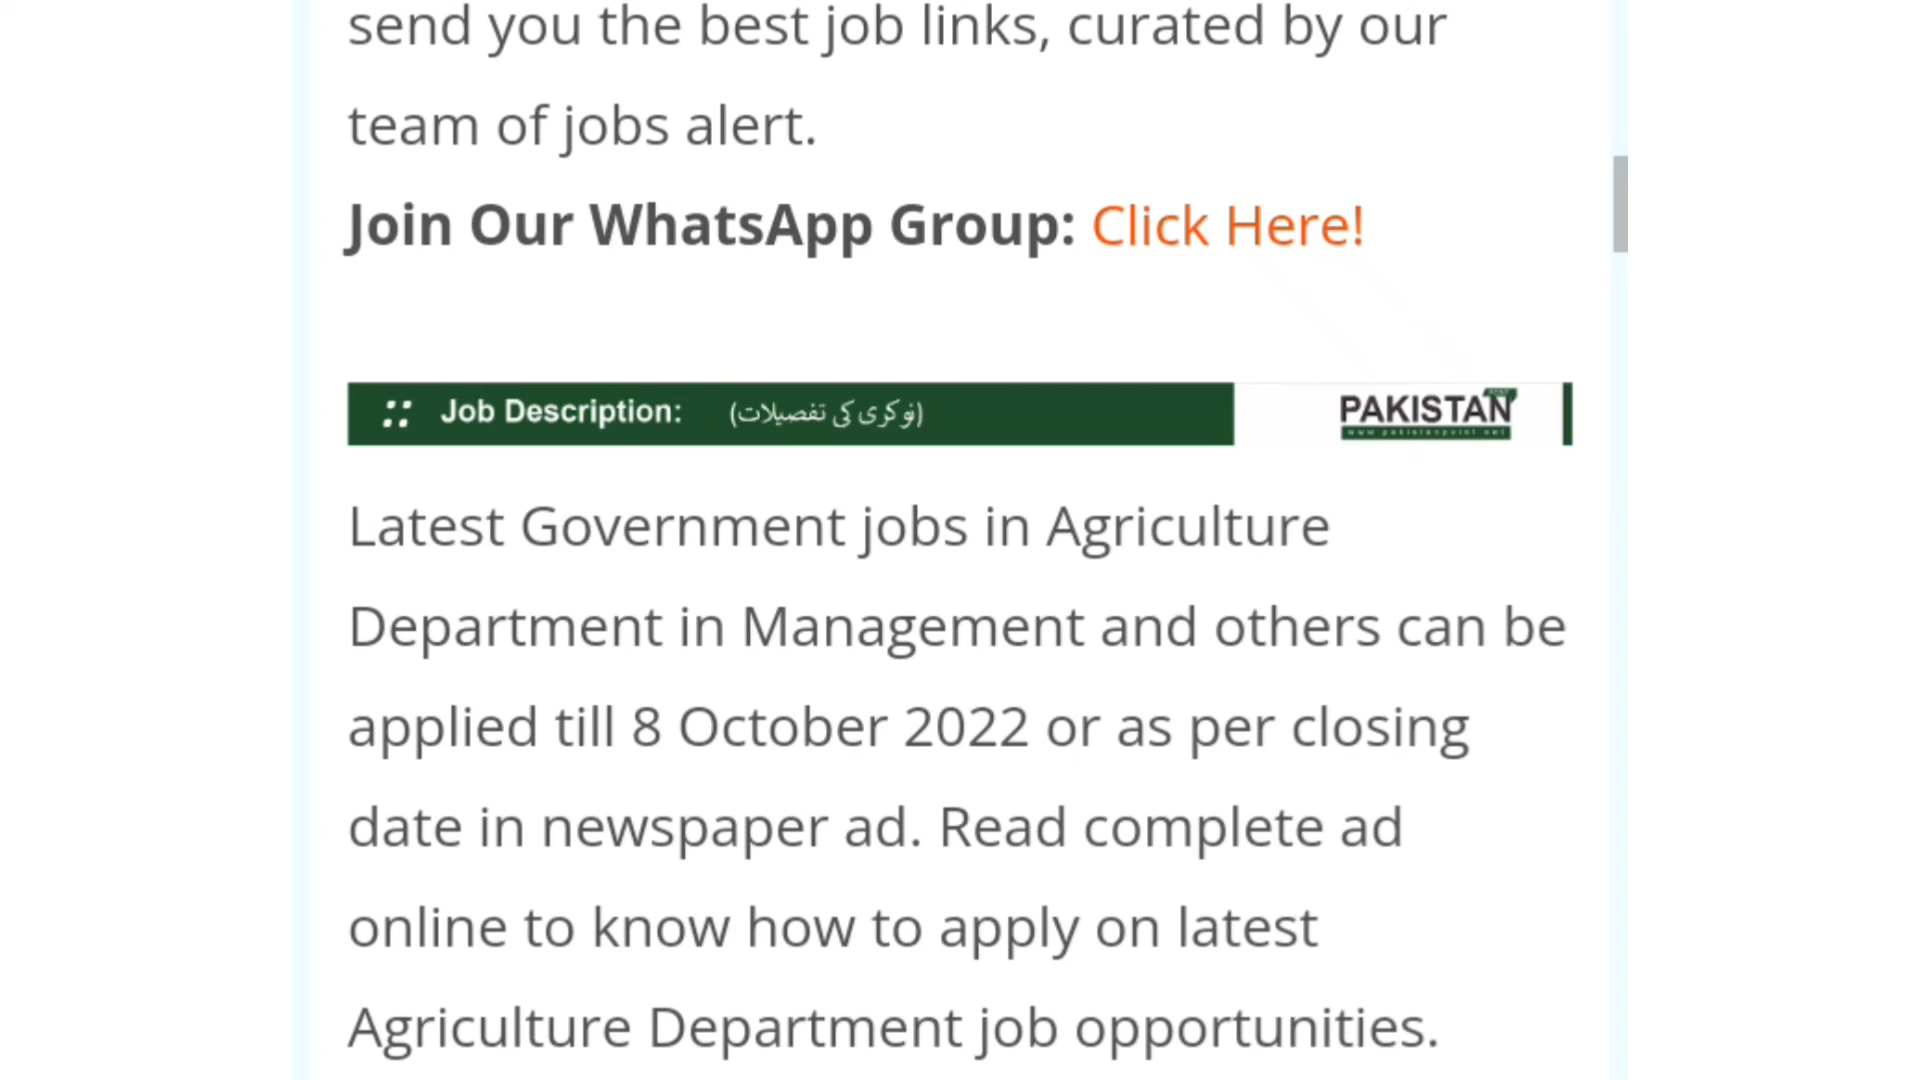 send you the best job links, curated by our
team of jobs alert.
Join Our WhatsApp Group: Click Here!
:: Job Description: (نوکری کی تفصیلات)
PAKISTAN
www.pakistanpoint.net
Latest Government jobs in Agriculture
Department in Management and others can be
applied till 8 October 2022 or as per closing
date in newspaper ad. Read complete ad
online to know how to apply on latest
Agriculture Department job opportunities.